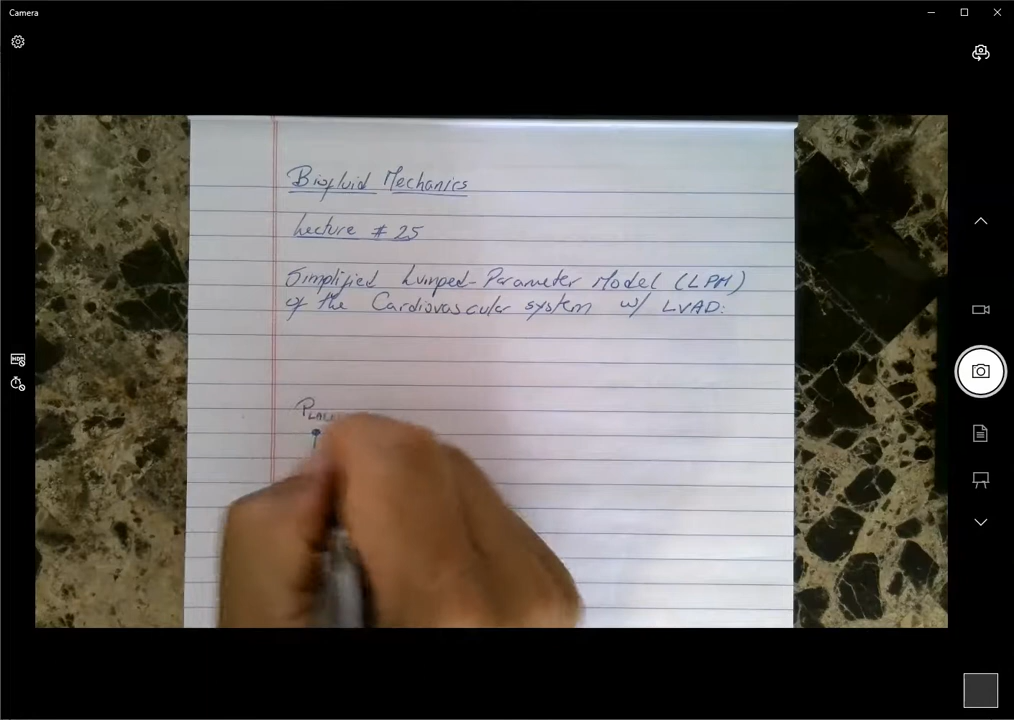 Camera
Biofluid Mechanics
Lecture # 25
Simplified Lumped-Parameter Model (LPM)
of the Cardiovascular system w/ LVAD: